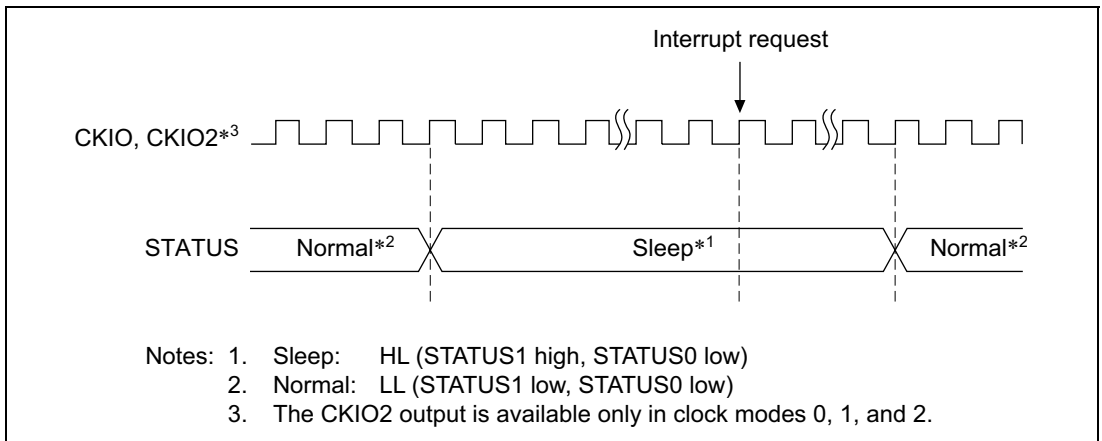 Interrupt request
CKIO, CKIO2*3
STATUS Normal*2 Sleep*1 Normal*2
Notes: 1. Sleep: HL (STATUS1 high, STATUS0 low)
2. Normal: LL (STATUS1 low, STATUS0 low)
3. The CKIO2 output is available only in clock modes 0, 1, and 2.